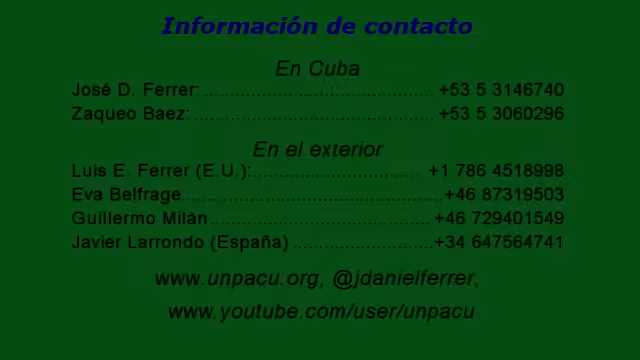 Información de contacto
En Cuba
José D. Ferrer: ............................................ +53 5 3146740
Zaqueo Baez: .............................................. +53 5 3060296
En el exterior
Luis E. Ferrer (E.U.): ................................ +1 786 4518998
Eva Belfrage .................................................. +46 87319503
Guillermo Milán .......................................... +46 729401549
Javier Larrondo (España) ........................... +34 647564741
www.unpacu.org, @jdanielferrer,
www.youtube.com/user/unpacu